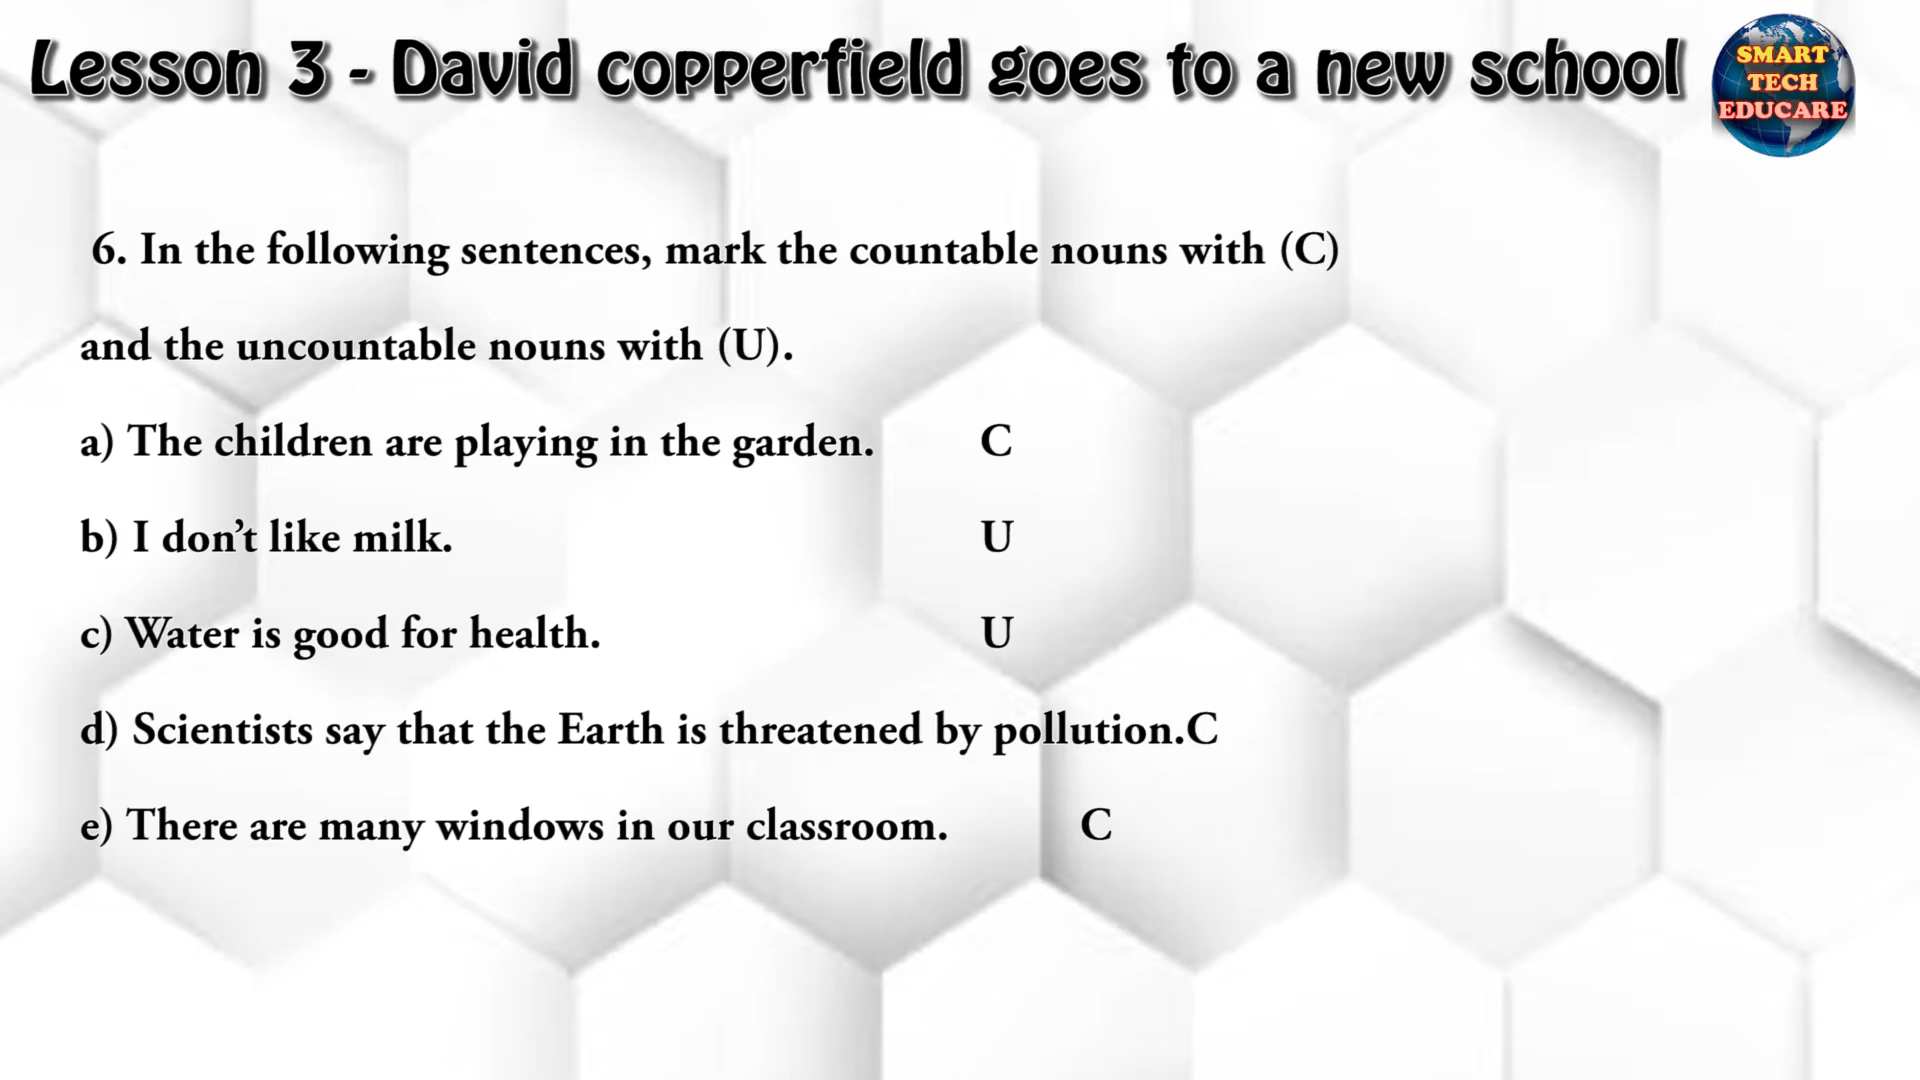 Lesson 3 - David copperfield goes to a new school
SMART
TECH
EDUCARE
6. In the following sentences, mark the countable nouns with (C)
and the uncountable nouns with (U).
a) The children are playing in the garden. C
b) I don’t like milk. U
c) Water is good for health. U
d) Scientists say that the Earth is threatened by pollution.C
e) There are many windows in our classroom. C